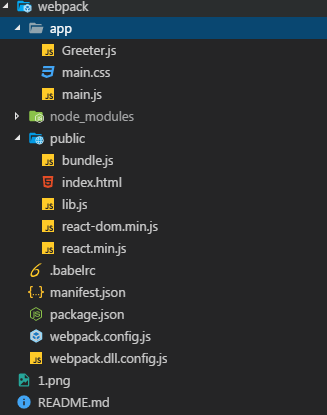 webpack
app
Greeter.js
main.css
main.js
node_modules
public
bundle.js
index.html
lib.js
react-dom.min.js
react.min.js
.babelrc
manifest.json
package.json
webpack.config.js
webpack.dll.config.js
1.png
README.md